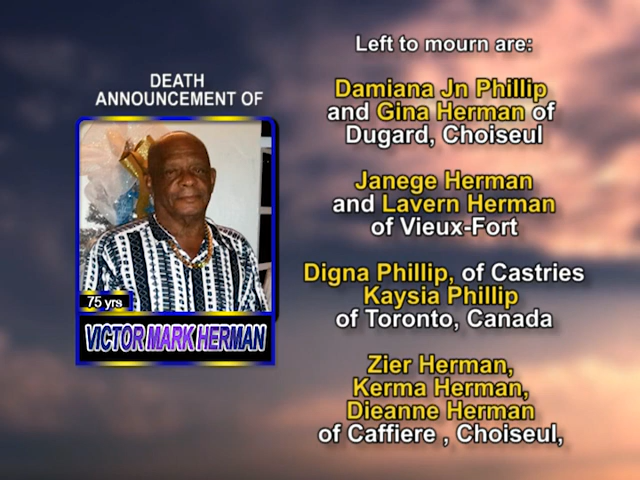 DEATH
ANNOUNCEMENT OF
75 yrs
VICTOR MARK HERMAN
Left to mourn are:
Damiana Jn Phillip
and Gina Herman of
Dugard, Choiseul
Janege Herman
and Lavern Herman
of Vieux-Fort
Digna Phillip, of Castries
Kaysia Phillip
of Toronto, Canada
Zier Herman,
Kerma Herman,
Dieanne Herman
of Caffiere , Choiseul,